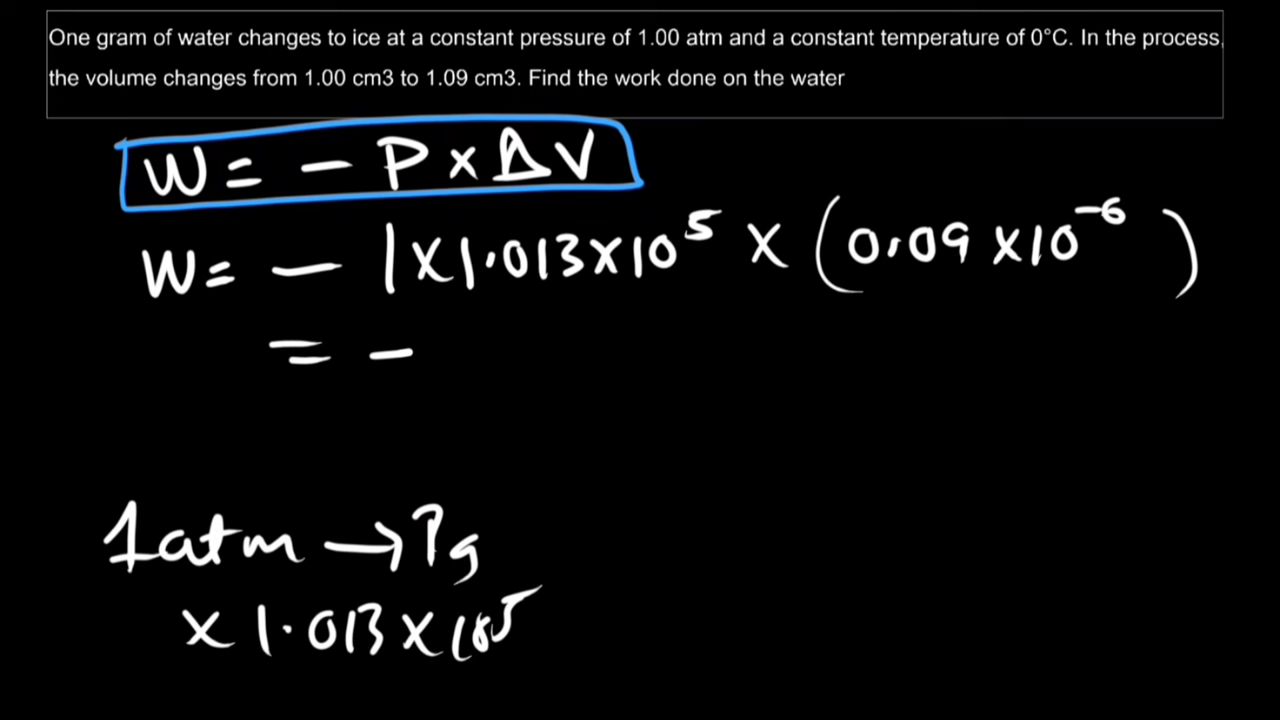 One gram of water changes to ice at a constant pressure of 1.00 atm and a constant temperature of 0°C. In the process,
the volume changes from 1.00 cm3 to 1.09 cm3. Find the work done on the water
W = - P × ΔV
W = - 1 × 1.013 × 10⁵ × (0.09 × 10⁻⁶ )
= -
1 atm → Pa
× 1.013 × 10⁵